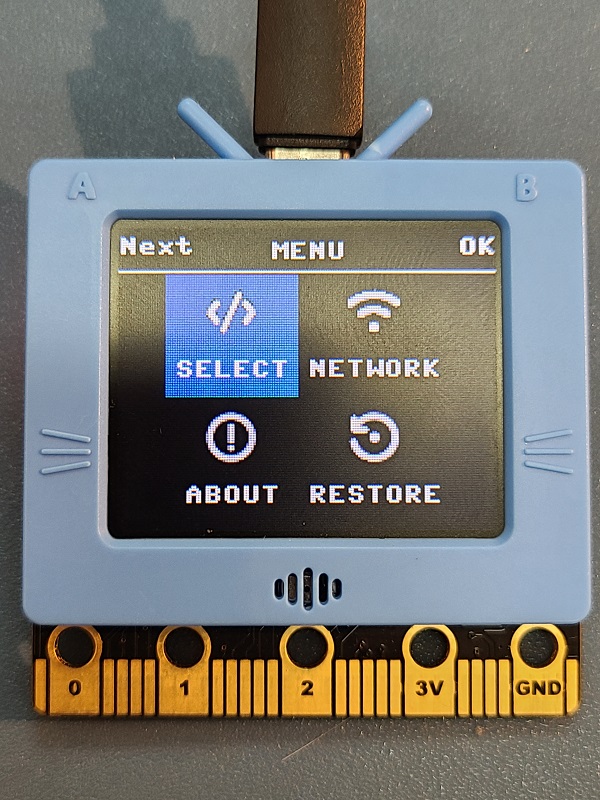 A B
Next MENU OK
SELECT NETWORK
ABOUT RESTORE
0 1 2 3V GND